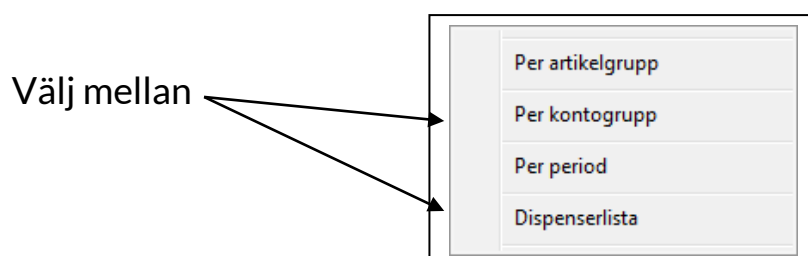 Välj mellan
Per artikelgrupp
Per kontogrupp
Per period
Dispenserlista